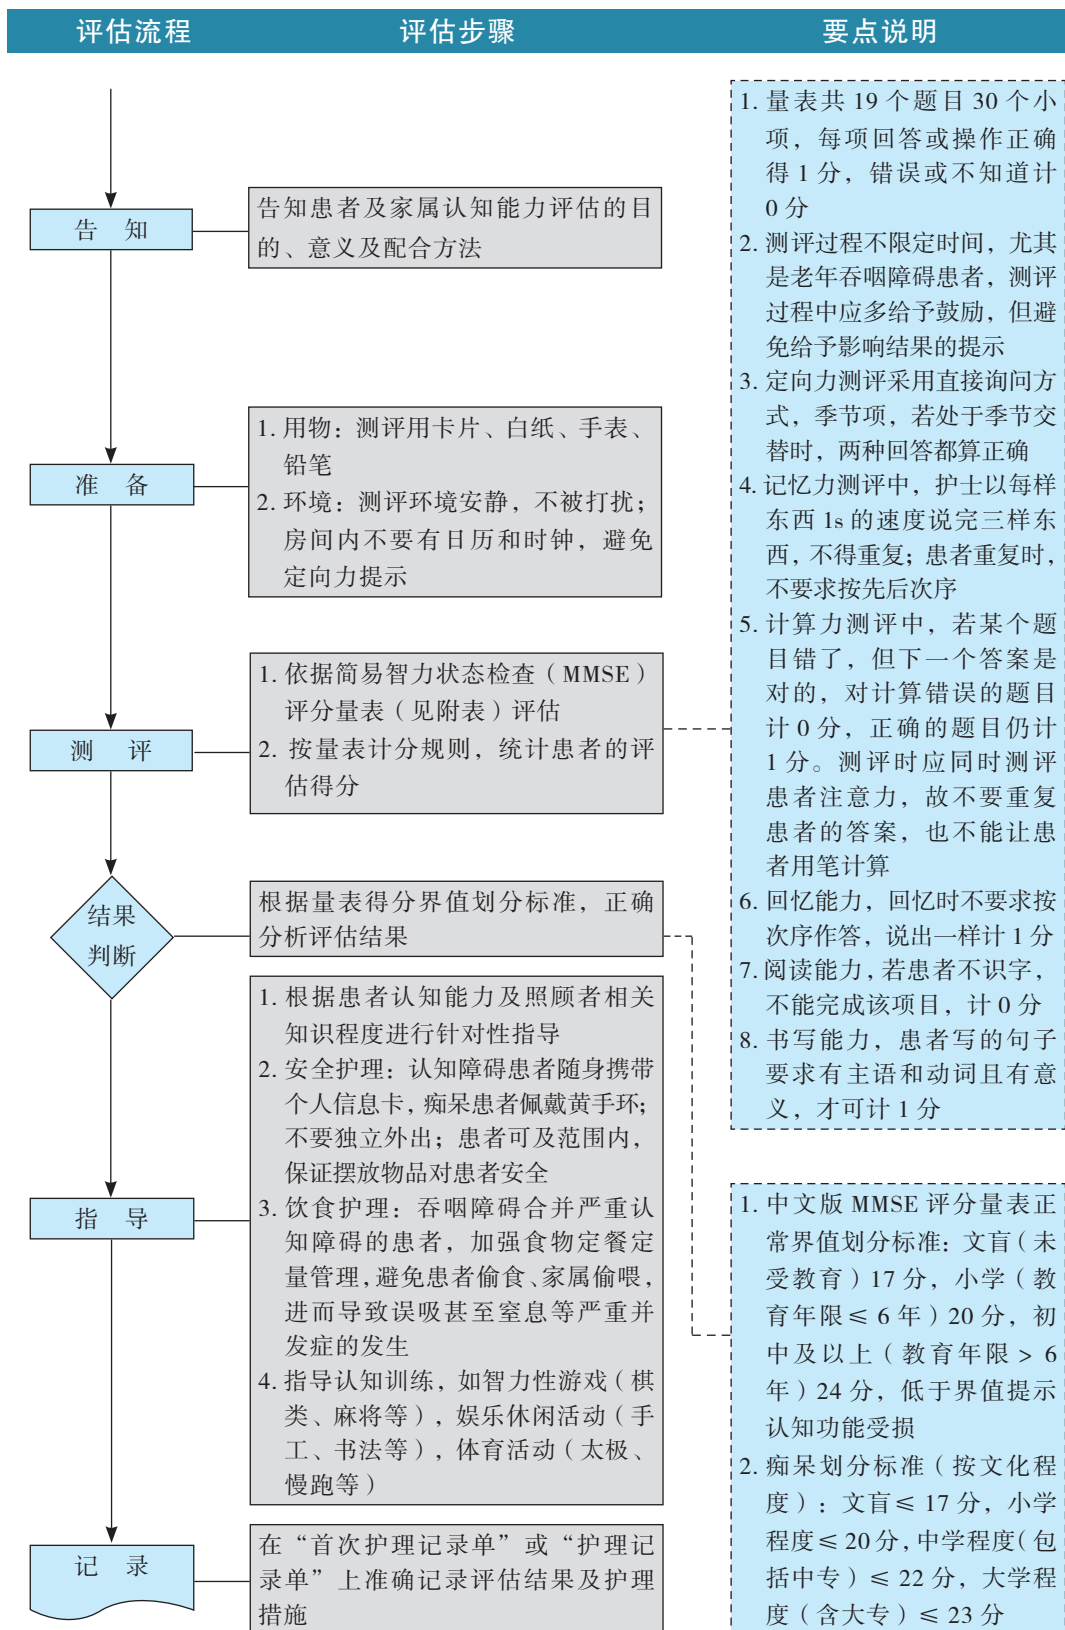 评估流程
评估步骤
要点说明
告 知
告知患者及家属认知能力评估的目
的、意义及配合方法
准 备
1. 用物：测评用卡片、白纸、手表、
铅笔
2. 环境：测评环境安静，不被打扰；
房间内不要有日历和时钟，避免
定向力提示
测 评
1. 依据简易智力状态检查（MMSE）
评分量表（见附表）评估
2. 按量表计分规则，统计患者的评
估得分
结果
判断
根据量表得分界值划分标准，正确
分析评估结果
指 导
1. 根据患者认知能力及照顾者相关
知识程度进行针对性指导
2. 安全护理：认知障碍患者随身携带
个人信息卡，痴呆患者佩戴黄手环；
不要独立外出；患者可及范围内，
保证摆放物品对患者安全
3. 饮食护理：吞咽障碍合并严重认
知障碍的患者，加强食物定餐定
量管理，避免患者偷食、家属偷喂，
进而导致误吸甚至窒息等严重并
发症的发生
4. 指导认知训练，如智力性游戏（棋
类、麻将等），娱乐休闲活动（手
工、书法等），体育活动（太极、
慢跑等）
记 录
在“首次护理记录单”或“护理记
录单”上准确记录评估结果及护理
措施
1. 量表共 19 个题目 30 个小
项，每项回答或操作正确
得 1 分，错误或不知道计
0 分
2. 测评过程不限定时间，尤其
是老年吞咽障碍患者，测评
过程中应多给予鼓励，但避
免给予影响结果的提示
3. 定向力测评采用直接询问方
式，季节项，若处于季节交
替时，两种回答都算正确
4. 记忆力测评中，护士以每样
东西 1s 的速度说完三样东
西，不得重复；患者重复时，
不要求按先后次序
5. 计算力测评中，若某个题
目错了，但下一个答案是
对的，对计算错误的题目
计 0 分，正确的题目仍计
1 分。测评时应同时测评
患者注意力，故不要重复
患者的答案，也不能让患
者用笔计算
6. 回忆能力，回忆时不要求按
次序作答，说出一样计 1 分
7. 阅读能力，若患者不识字，
不能完成该项目，计 0 分
8. 书写能力，患者写的句子
要求有主语和动词且有意
义，才可计 1 分
1. 中文版 MMSE 评分量表正
常界值划分标准：文盲（未
受教育）17 分，小学（教
育年限≤ 6 年）20 分，初
中及以上（教育年限 > 6
年）24 分，低于界值提示
认知功能受损
2. 痴呆划分标准（按文化程
度）：文盲≤ 17 分，小学
程度≤ 20 分，中学程度（包
括中专）≤ 22 分，大学程
度（含大专）≤ 23 分